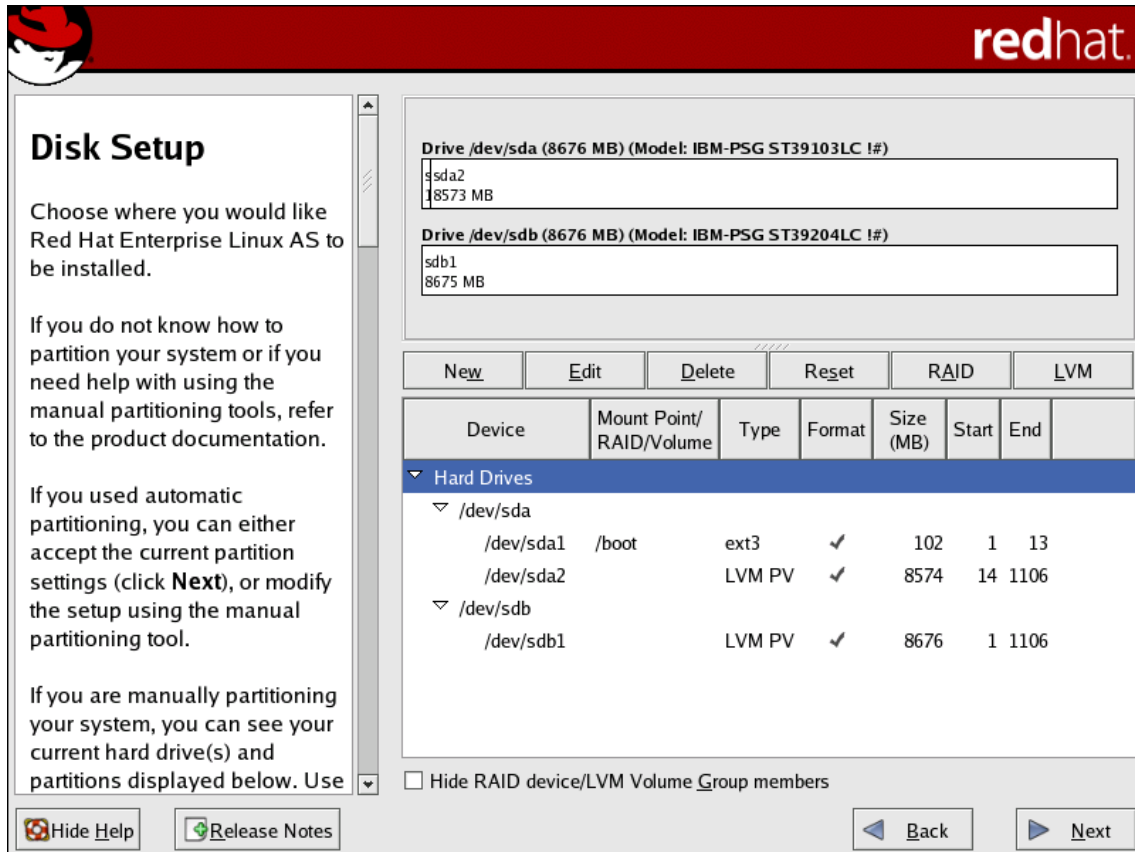 redhat.
Disk Setup
Choose where you would like
Red Hat Enterprise Linux AS to
be installed.
If you do not know how to
partition your system or if you
need help with using the
manual partitioning tools, refer
to the product documentation.
If you used automatic
partitioning, you can either
accept the current partition
settings (click Next), or modify
the setup using the manual
partitioning tool.
If you are manually partitioning
your system, you can see your
current hard drive(s) and
partitions displayed below. Use
Drive /dev/sda (8676 MB) (Model: IBM-PSG ST39103LC !#)
s sda2
1 8573 MB
Drive /dev/sdb (8676 MB) (Model: IBM-PSG ST39204LC !#)
sdb1
8675 MB
New Edit Delete Reset RAID LVM
Device Mount Point/ RAID/Volume Type Format Size (MB) Start End
Hard Drives
/dev/sda
/dev/sda1 /boot ext3 102 1 13
/dev/sda2 LVM PV 8574 14 1106
/dev/sdb
/dev/sdb1 LVM PV 8676 1 1106
Hide RAID device/LVM Volume Group members
Hide Help Release Notes Back Next